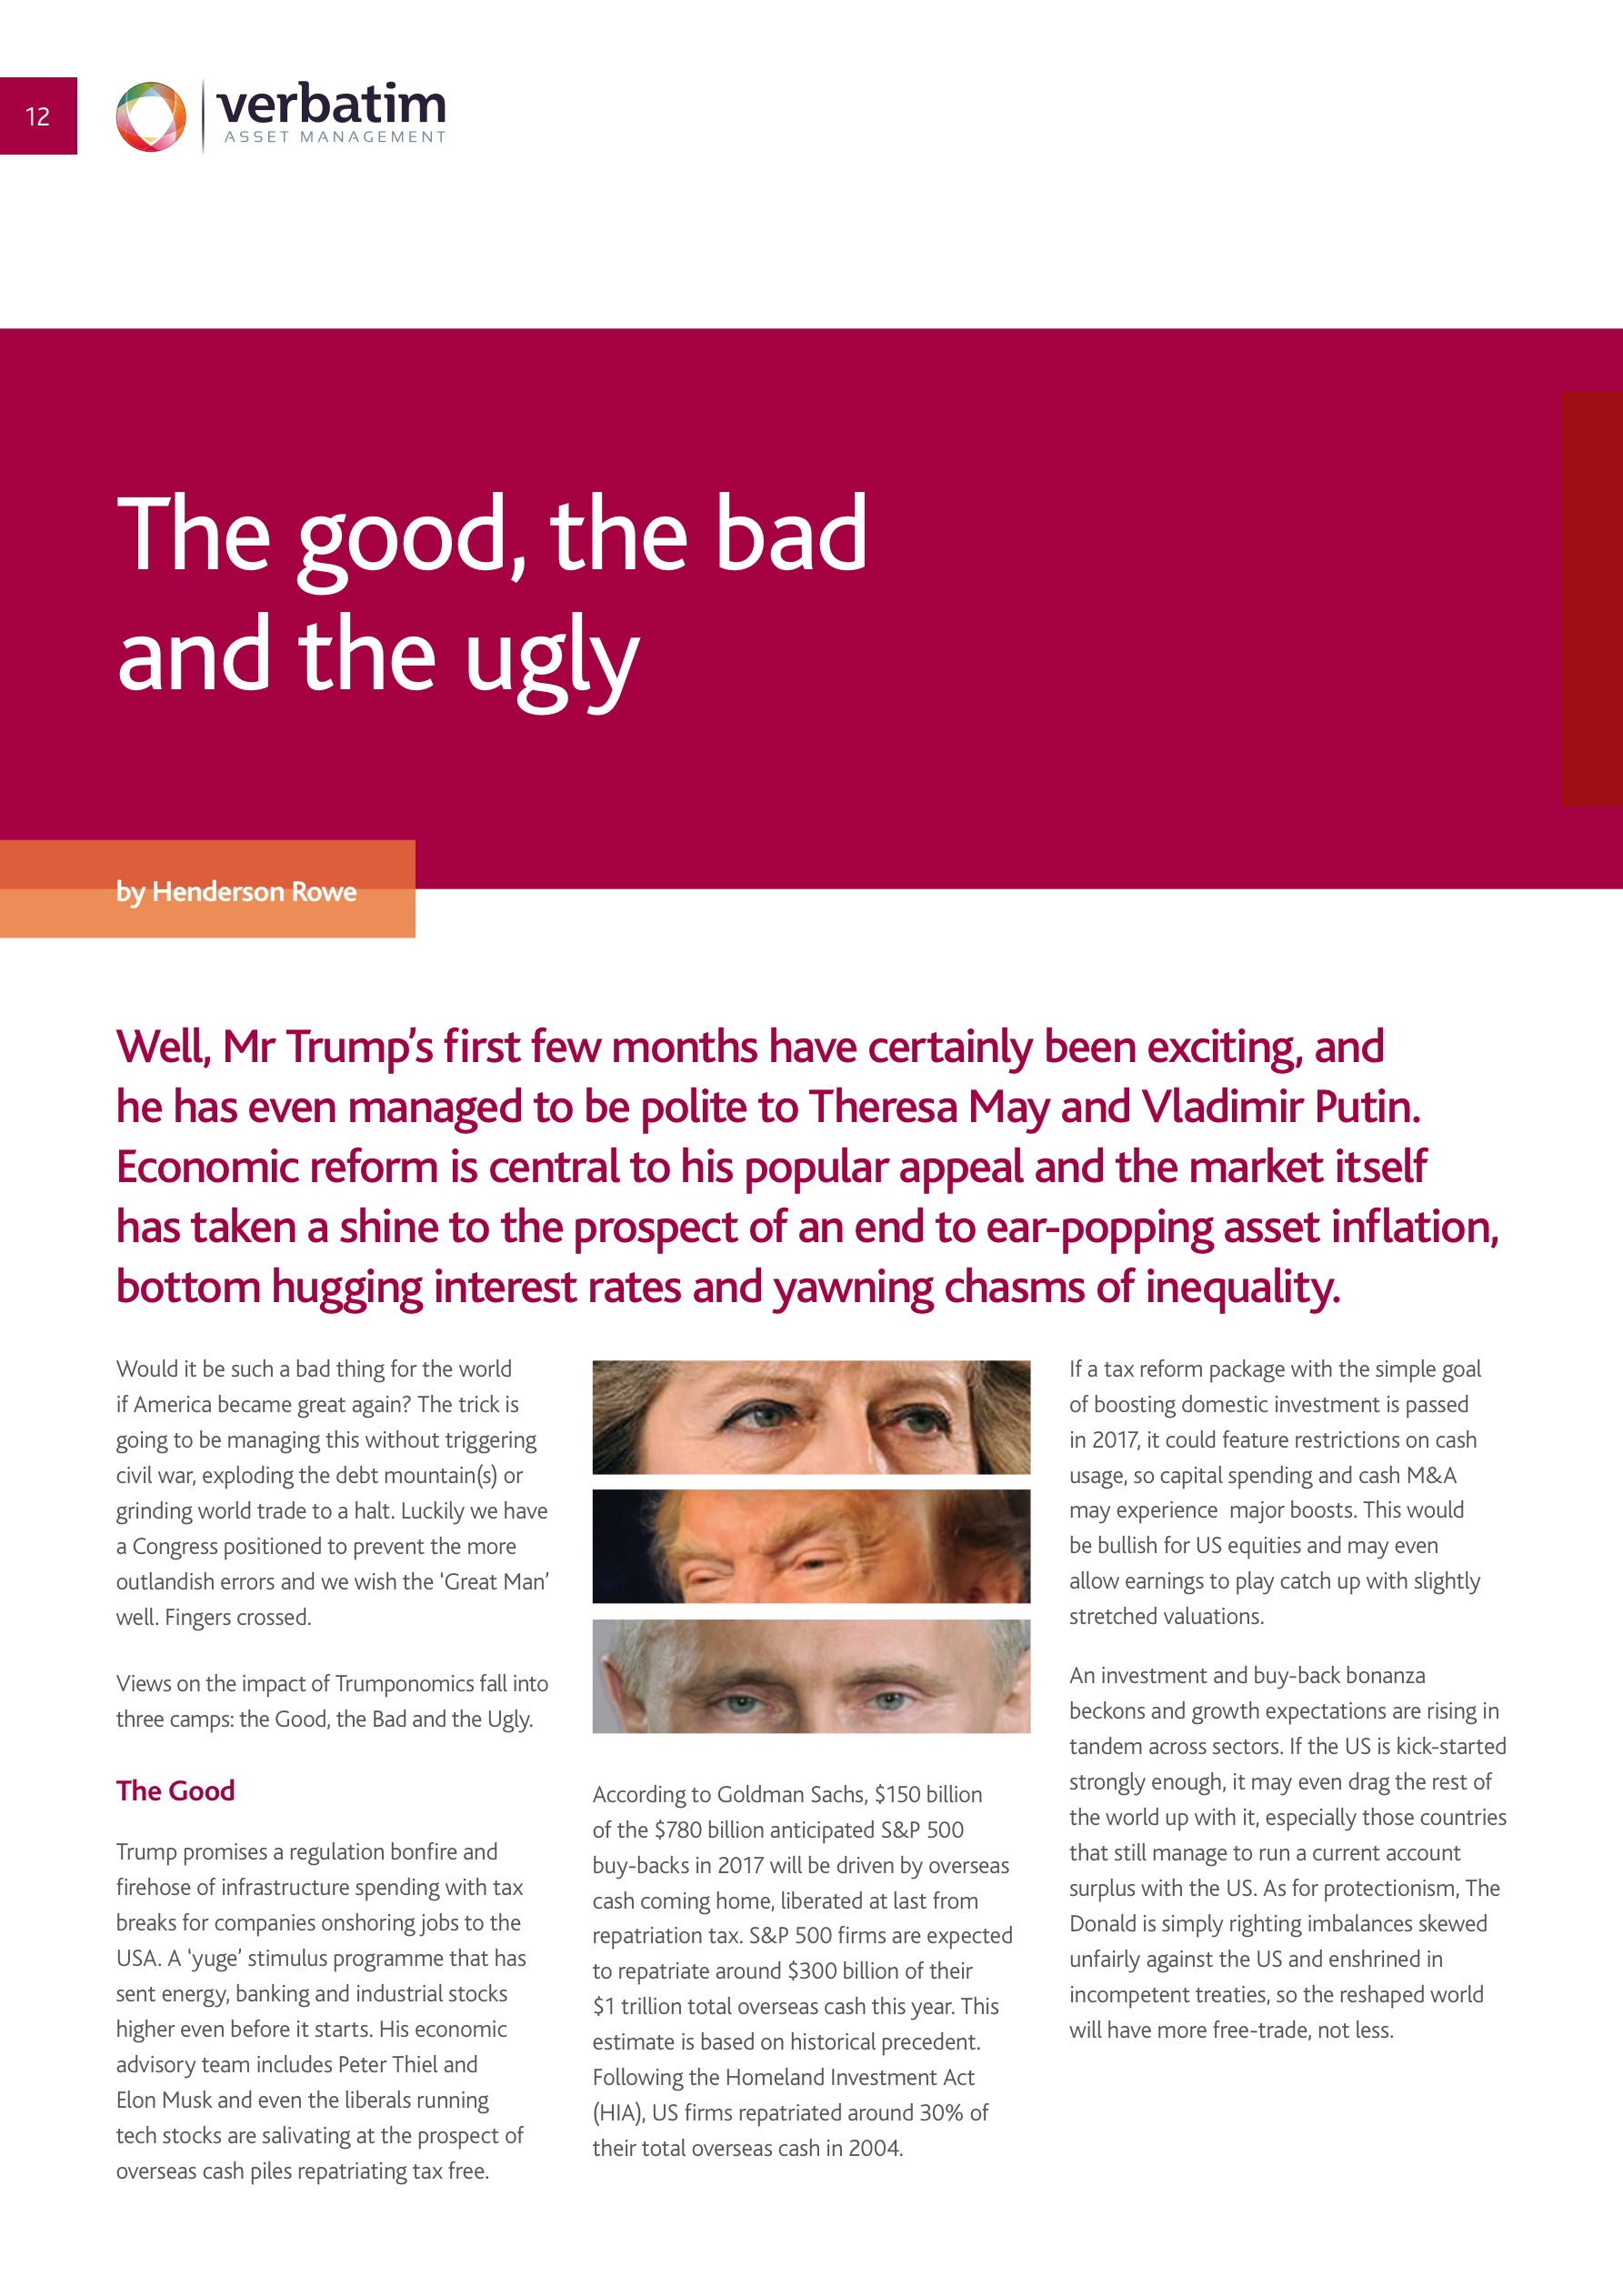 12
verbatim
ASSET MANAGEMENT
The good, the bad
and the ugly
by Henderson Rowe
Well, Mr Trump’s first few months have certainly been exciting, and
he has even managed to be polite to Theresa May and Vladimir Putin.
Economic reform is central to his popular appeal and the market itself
has taken a shine to the prospect of an end to ear-popping asset inflation,
bottom hugging interest rates and yawning chasms of inequality.
Would it be such a bad thing for the world
if America became great again? The trick is
going to be managing this without triggering
civil war, exploding the debt mountain(s) or
grinding world trade to a halt. Luckily we have
a Congress positioned to prevent the more
outlandish errors and we wish the ‘Great Man’
well. Fingers crossed.
Views on the impact of Trumponomics fall into
three camps: the Good, the Bad and the Ugly.
The Good
Trump promises a regulation bonfire and
firehose of infrastructure spending with tax
breaks for companies onshoring jobs to the
USA. A ‘yuge’ stimulus programme that has
sent energy, banking and industrial stocks
higher even before it starts. His economic
advisory team includes Peter Thiel and
Elon Musk and even the liberals running
tech stocks are salivating at the prospect of
overseas cash piles repatriating tax free.
According to Goldman Sachs, $150 billion
of the $780 billion anticipated S&P 500
buy-backs in 2017 will be driven by overseas
cash coming home, liberated at last from
repatriation tax. S&P 500 firms are expected
to repatriate around $300 billion of their
$1 trillion total overseas cash this year. This
estimate is based on historical precedent.
Following the Homeland Investment Act
(HIA), US firms repatriated around 30% of
their total overseas cash in 2004.
If a tax reform package with the simple goal
of boosting domestic investment is passed
in 2017, it could feature restrictions on cash
usage, so capital spending and cash M&A
may experience  major boosts. This would
be bullish for US equities and may even
allow earnings to play catch up with slightly
stretched valuations.
An investment and buy-back bonanza
beckons and growth expectations are rising in
tandem across sectors. If the US is kick-started
strongly enough, it may even drag the rest of
the world up with it, especially those countries
that still manage to run a current account
surplus with the US. As for protectionism, The
Donald is simply righting imbalances skewed
unfairly against the US and enshrined in
incompetent treaties, so the reshaped world
will have more free-trade, not less.